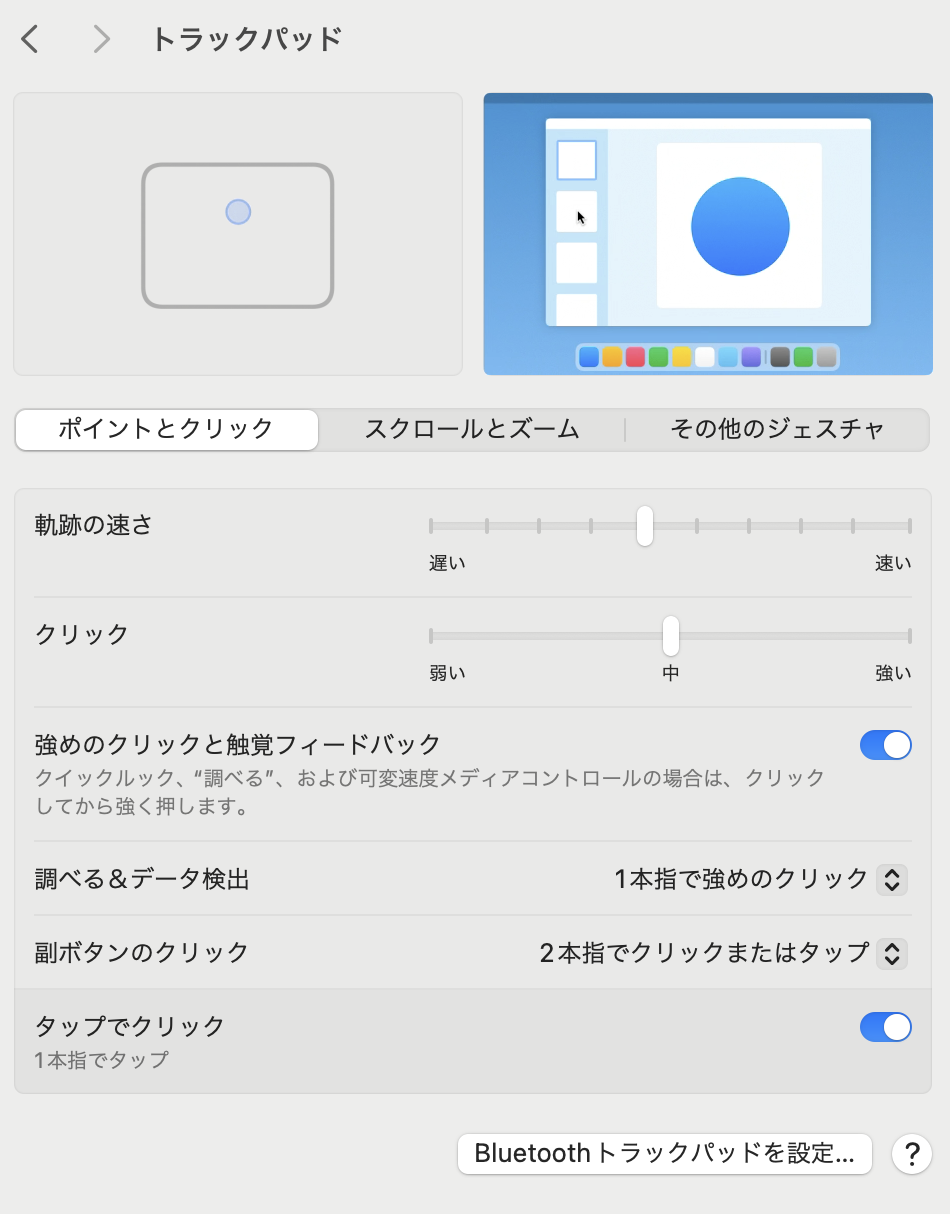 トラックパッド
ポイントとクリック
スクロールとズーム
その他のジェスチャ
軌跡の速さ
遅い
速い
クリック
弱い
中
強い
強めのクリックと触覚フィードバック
クイックルック、“調べる”、および可変速度メディアコントロールの場合は、クリック
してから強く押します。
調べる＆データ検出
1本指で強めのクリック
副ボタンのクリック
2本指でクリックまたはタップ
タップでクリック
1本指でタップ
Bluetoothトラックパッドを設定...
?